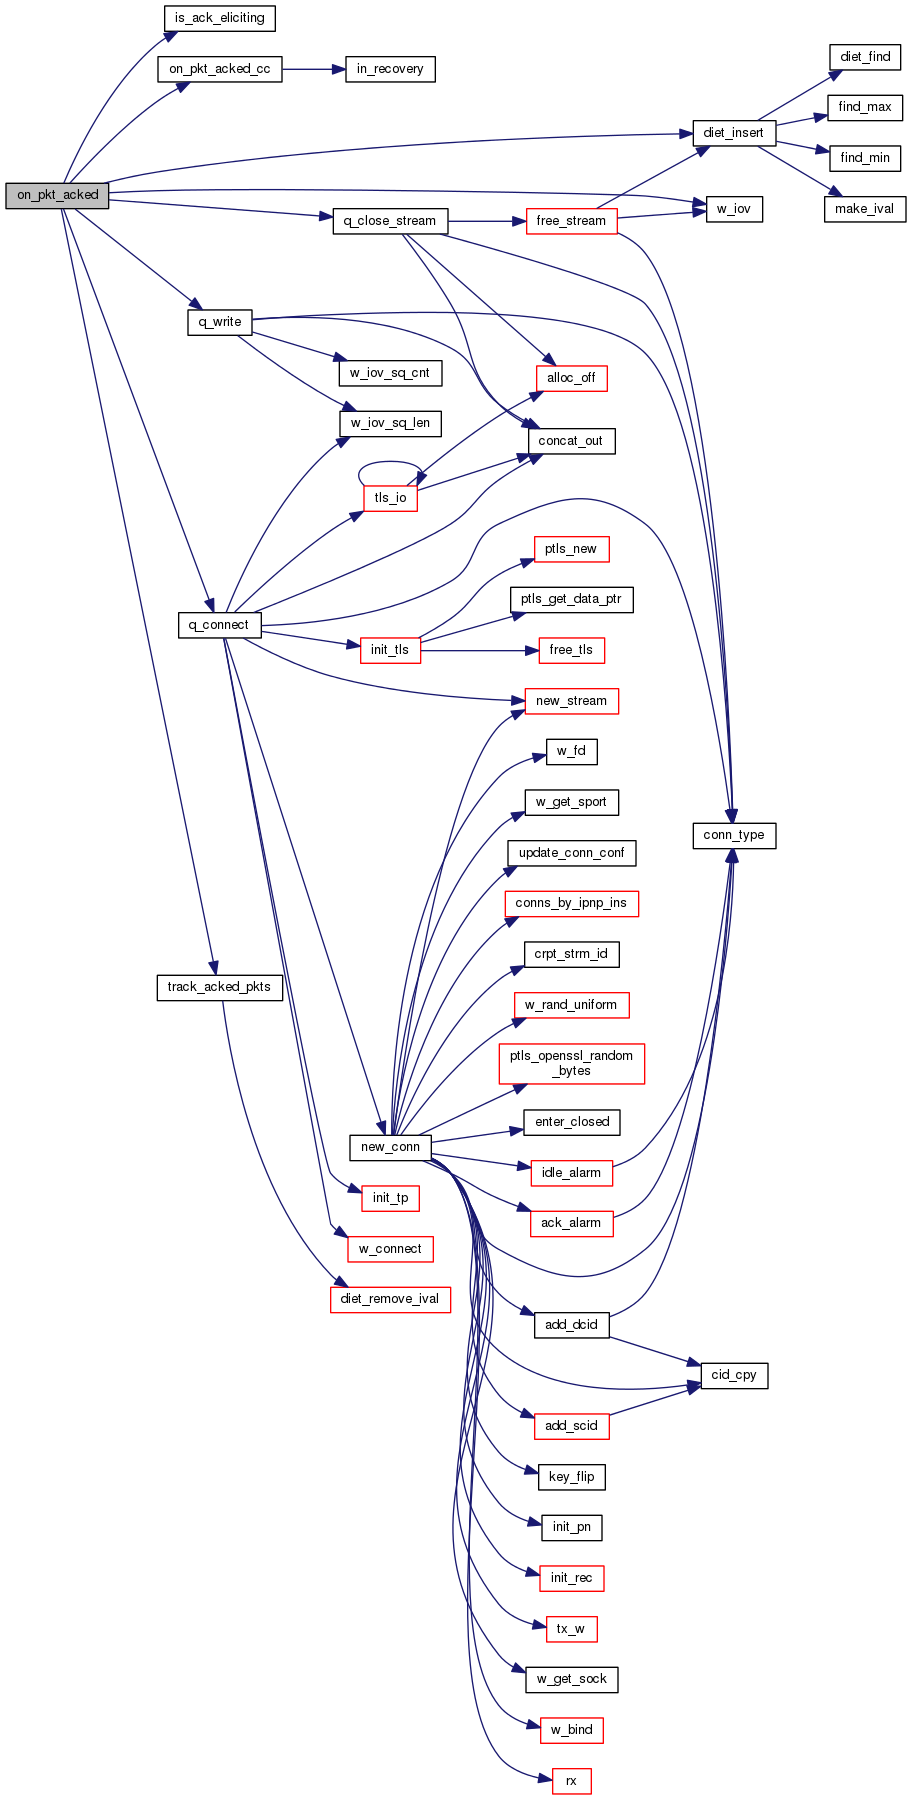 is_ack_eliciting
on_pkt_acked_cc
in_recovery
diet_find
find_max
diet_insert
find_min
make_ival
on_pkt_acked
w_iov
q_close_stream
free_stream
q_write
w_iov_sq_cnt
alloc_off
w_iov_sq_len
concat_out
tls_io
ptls_new
ptls_get_data_ptr
q_connect
init_tls
free_tls
new_stream
w_fd
w_get_sport
conn_type
update_conn_conf
conns_by_ipnp_ins
crpt_strm_id
track_acked_pkts
w_rand_uniform
ptls_openssl_random
_bytes
enter_closed
new_conn
idle_alarm
init_tp
ack_alarm
w_connect
diet_remove_ival
add_dcid
cid_cpy
add_scid
key_flip
init_pn
init_rec
tx_w
w_get_sock
w_bind
rx